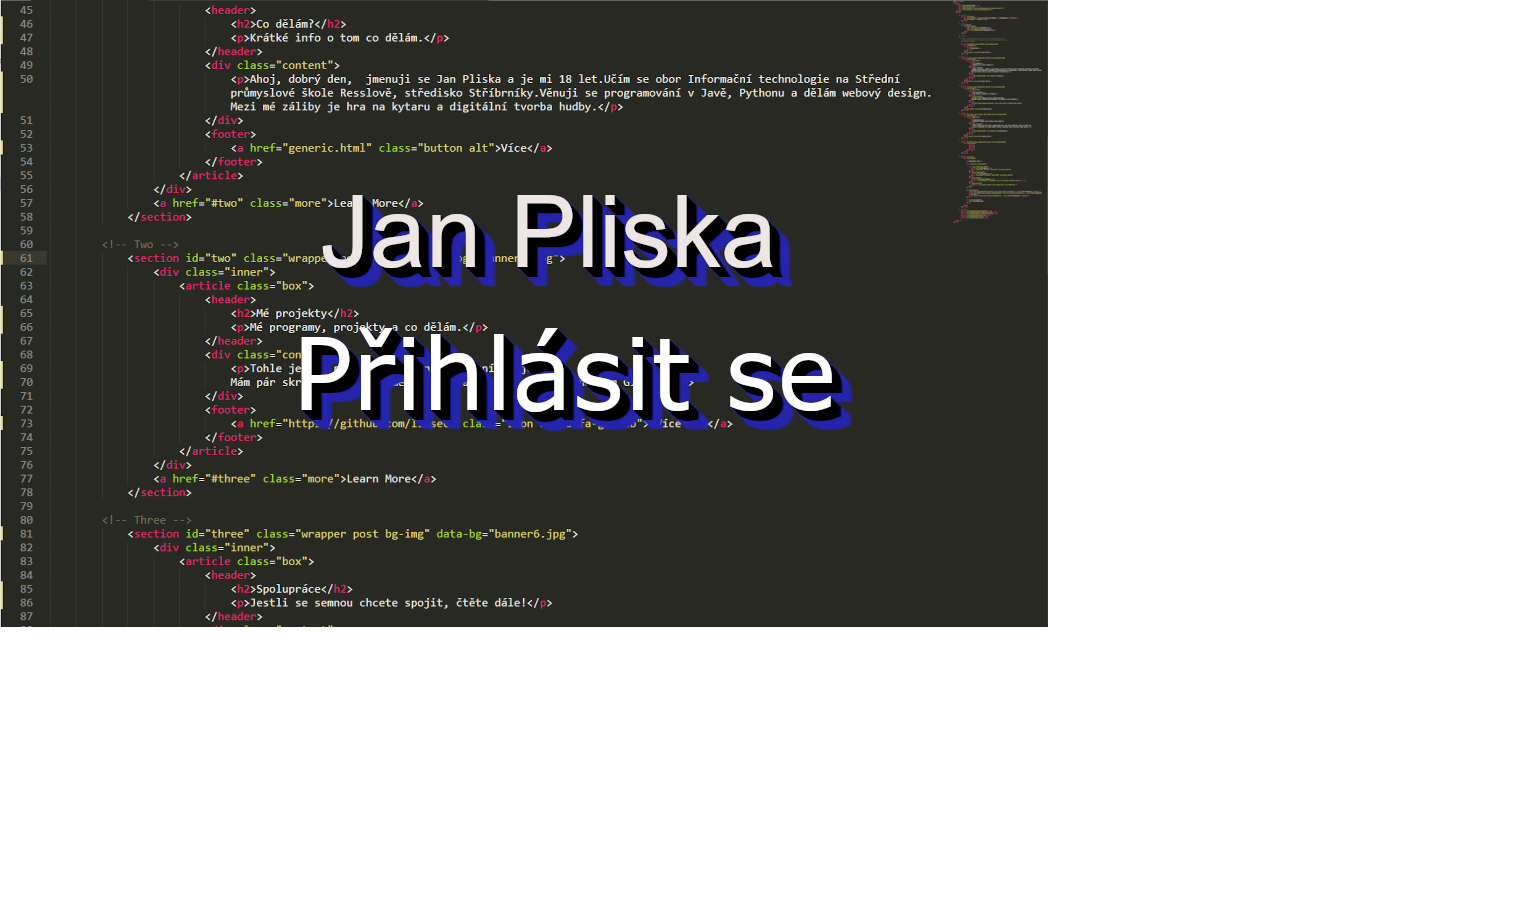 45 <header>
46 <h2>Co dělám?</h2>
47 <p>Krátké info o tom co dělám.</p>
48 </header>
49 <div class="content">
50 <p>Ahoj, dobrý den,  jmenuji se Jan Pliska a je mi 18 let.Učím se obor Informační technologie na Střední
průmyslové škole Resslově, středisko Stříbrníky.Věnuji se programování v Javě, Pythonu a dělám webový design.
Mezi mé záliby je hra na kytaru a digitální tvorba hudby.</p>
51 </div>
52 <footer>
53 <a href="generic.html" class="button alt">Více</a>
54 </footer>
55 </article>
56 </div>
57 <a href="#two" class="more">Learn More</a>
58 </section>
Jan Pliska
59
60 <!-- Two -->
61 <section id="two" class="wrapper
62 <div class="inner">
63 <article class="box">
64 <header>
65 <h2>Mé projekty</h2>
66 <p>Mé programy, projekty a co dělám.</p>
67 </header>
Přihlásit se
68 <div class=
69 <p>Tohle je
70 Mám pár
71 </div>
72 <footer>
73 <a href="https://github.com/ class= Více </a>
74 </footer>
75 </article>
76 </div>
77 <a href="#three" class="more">Learn More</a>
78 </section>
79
80 <!-- Three -->
81 <section id="three" class="wrapper post bg-img" data-bg="banner6.jpg">
82 <div class="inner">
83 <article class="box">
84 <header>
85 <h2>Spolupráce</h2>
86 <p>Jestli se semnou chcete spojit, čtěte dále!</p>
87 </header>